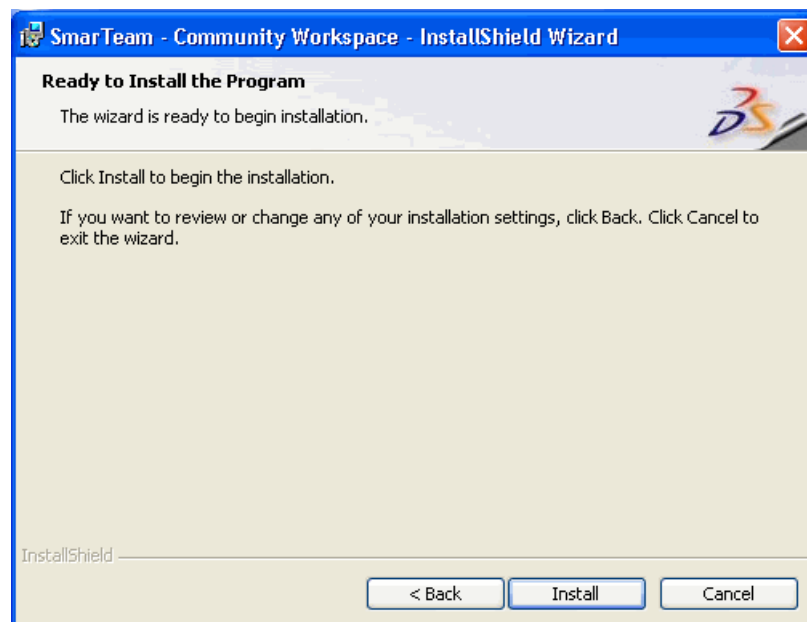 SmarTeam - Community Workspace - InstallShield Wizard
Ready to Install the Program
The wizard is ready to begin installation.
Click Install to begin the installation.
If you want to review or change any of your installation settings, click Back. Click Cancel to
exit the wizard.
InstallShield
< Back
Install
Cancel